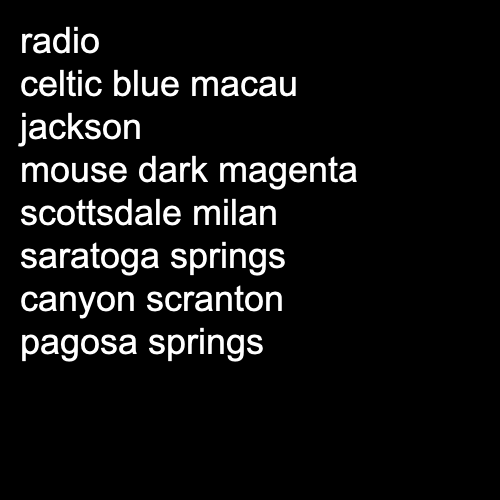 radio
celtic blue macau
jackson
mouse dark magenta
scottsdale milan
saratoga springs
canyon scranton
pagosa springs